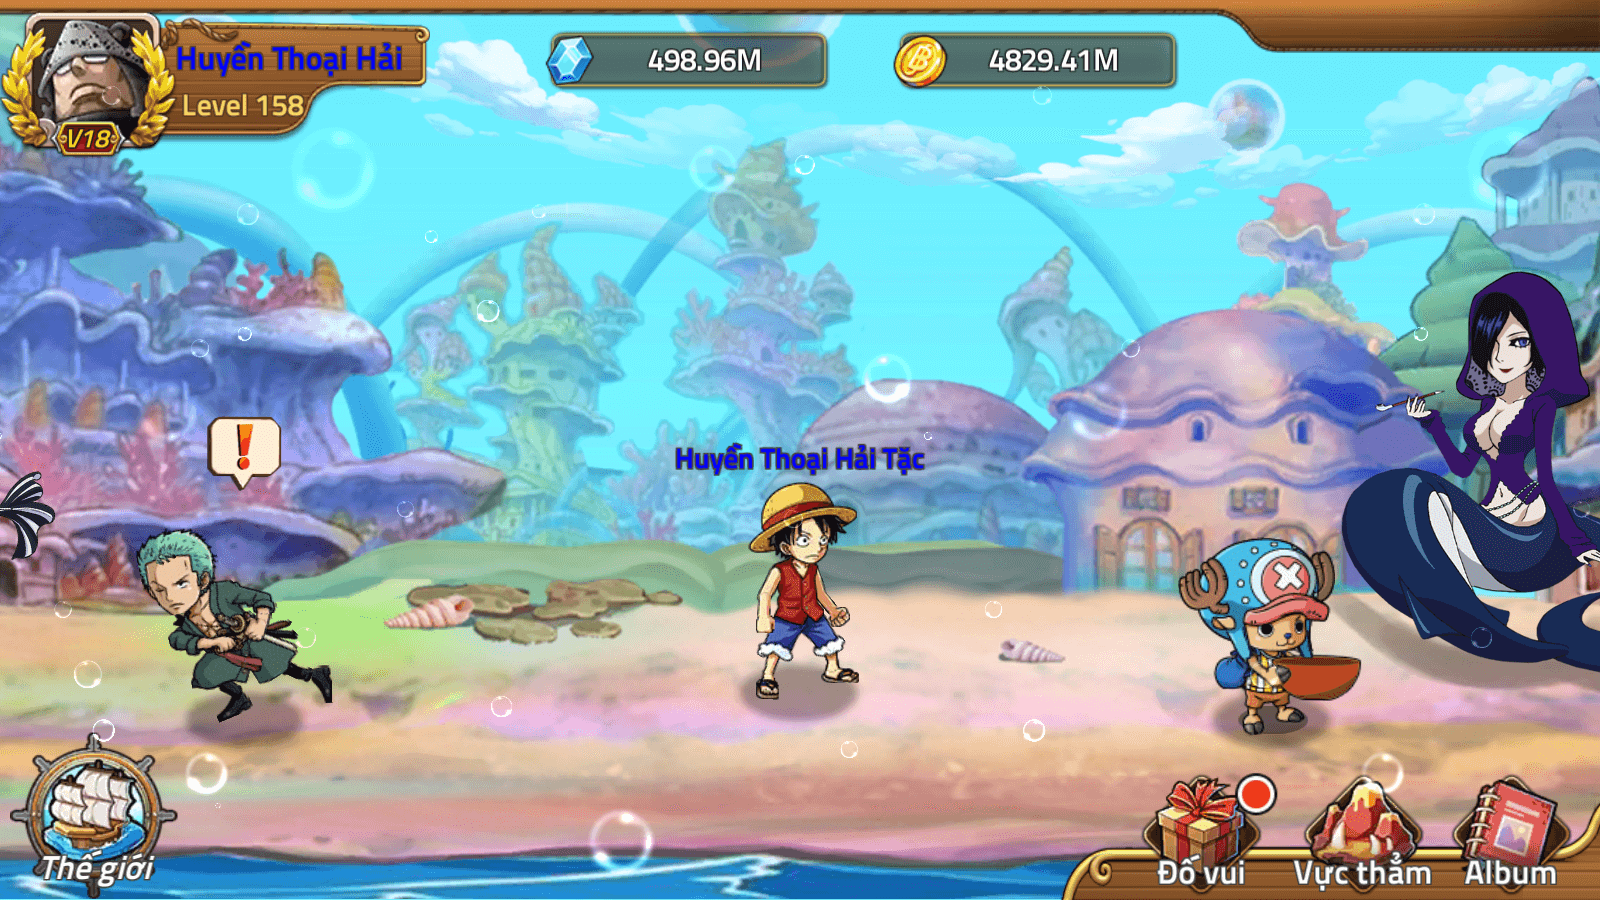 Huyền Thoại Hải
Level 158
V18
498.96M
4829.41M
!
Huyền Thoại Hải Tặc
Thế giới
Đố vui
Vực thẳm
Album